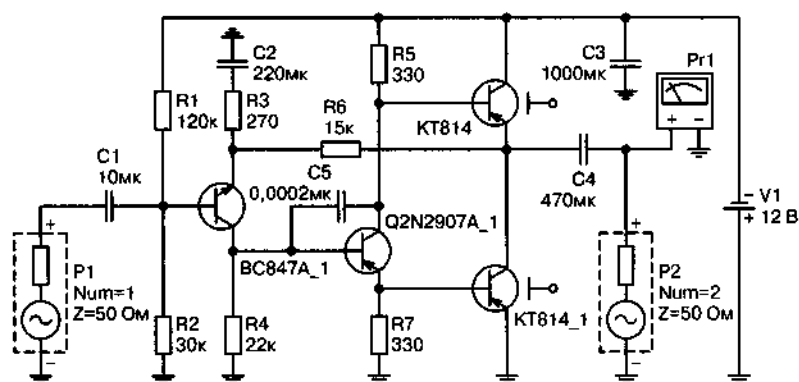 C2
220мк
R5
330
C3
1000мк
Pr1
+ -
R1
120к
R3
270
R6
15к
KT814
C1
10мк
C5
0,0002мк
C4
470мк
Q2N2907A_1
- V1
+ 12 В
+
P1
Num=1
Z=50 Ом
-
BC847A_1
R2
30к
R4
22к
R7
330
KT814_1
+
P2
Num=2
Z=50 Ом
-